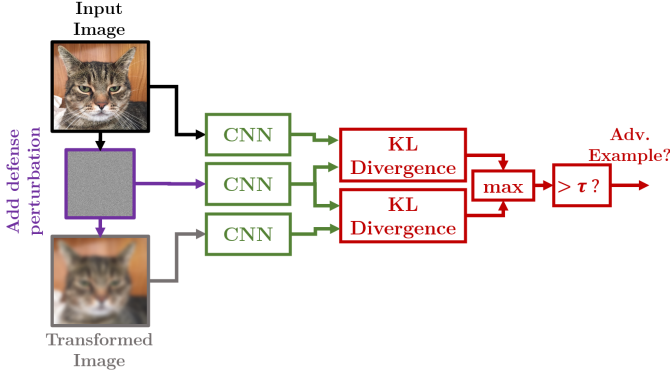 Input
Image
Add defense
perturbation
CNN
CNN
CNN
KL
Divergence
KL
Divergence
max
> τ ?
Adv.
Example?
Transformed
Image